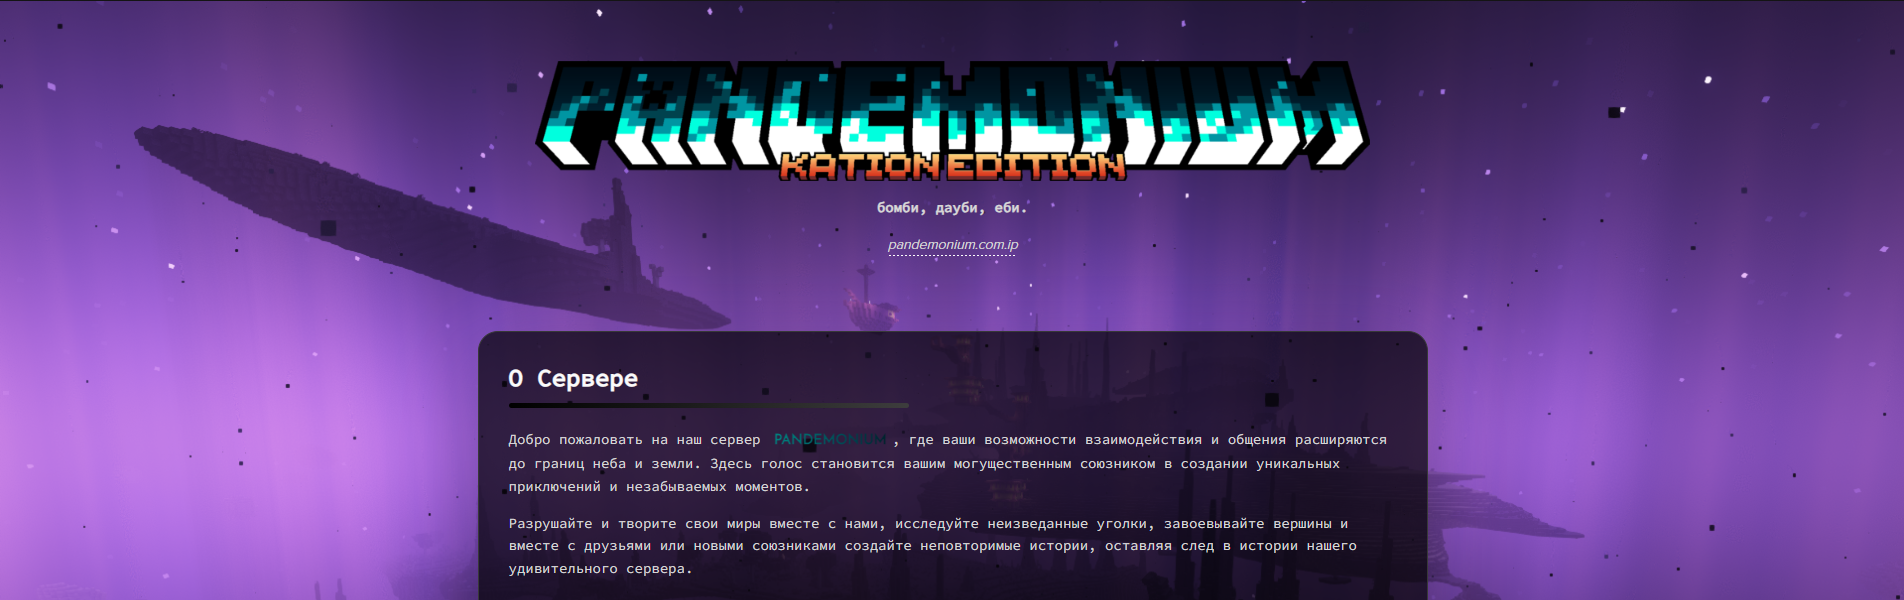 PANDEMONIUM
KATION EDITION
бомби, дауби, еби.
pandemonium.com.ip
О Сервере
Добро пожаловать на наш сервер PANDEMONIUM , где ваши возможности взаимодействия и общения расширяются
до границ неба и земли. Здесь голос становится вашим могущественным союзником в создании уникальных
приключений и незабываемых моментов.
Разрушайте и творите свои миры вместе с нами, исследуйте неизведанные уголки, завоевывайте вершины и
вместе с друзьями или новыми союзниками создайте неповторимые истории, оставляя след в истории нашего
удивительного сервера.